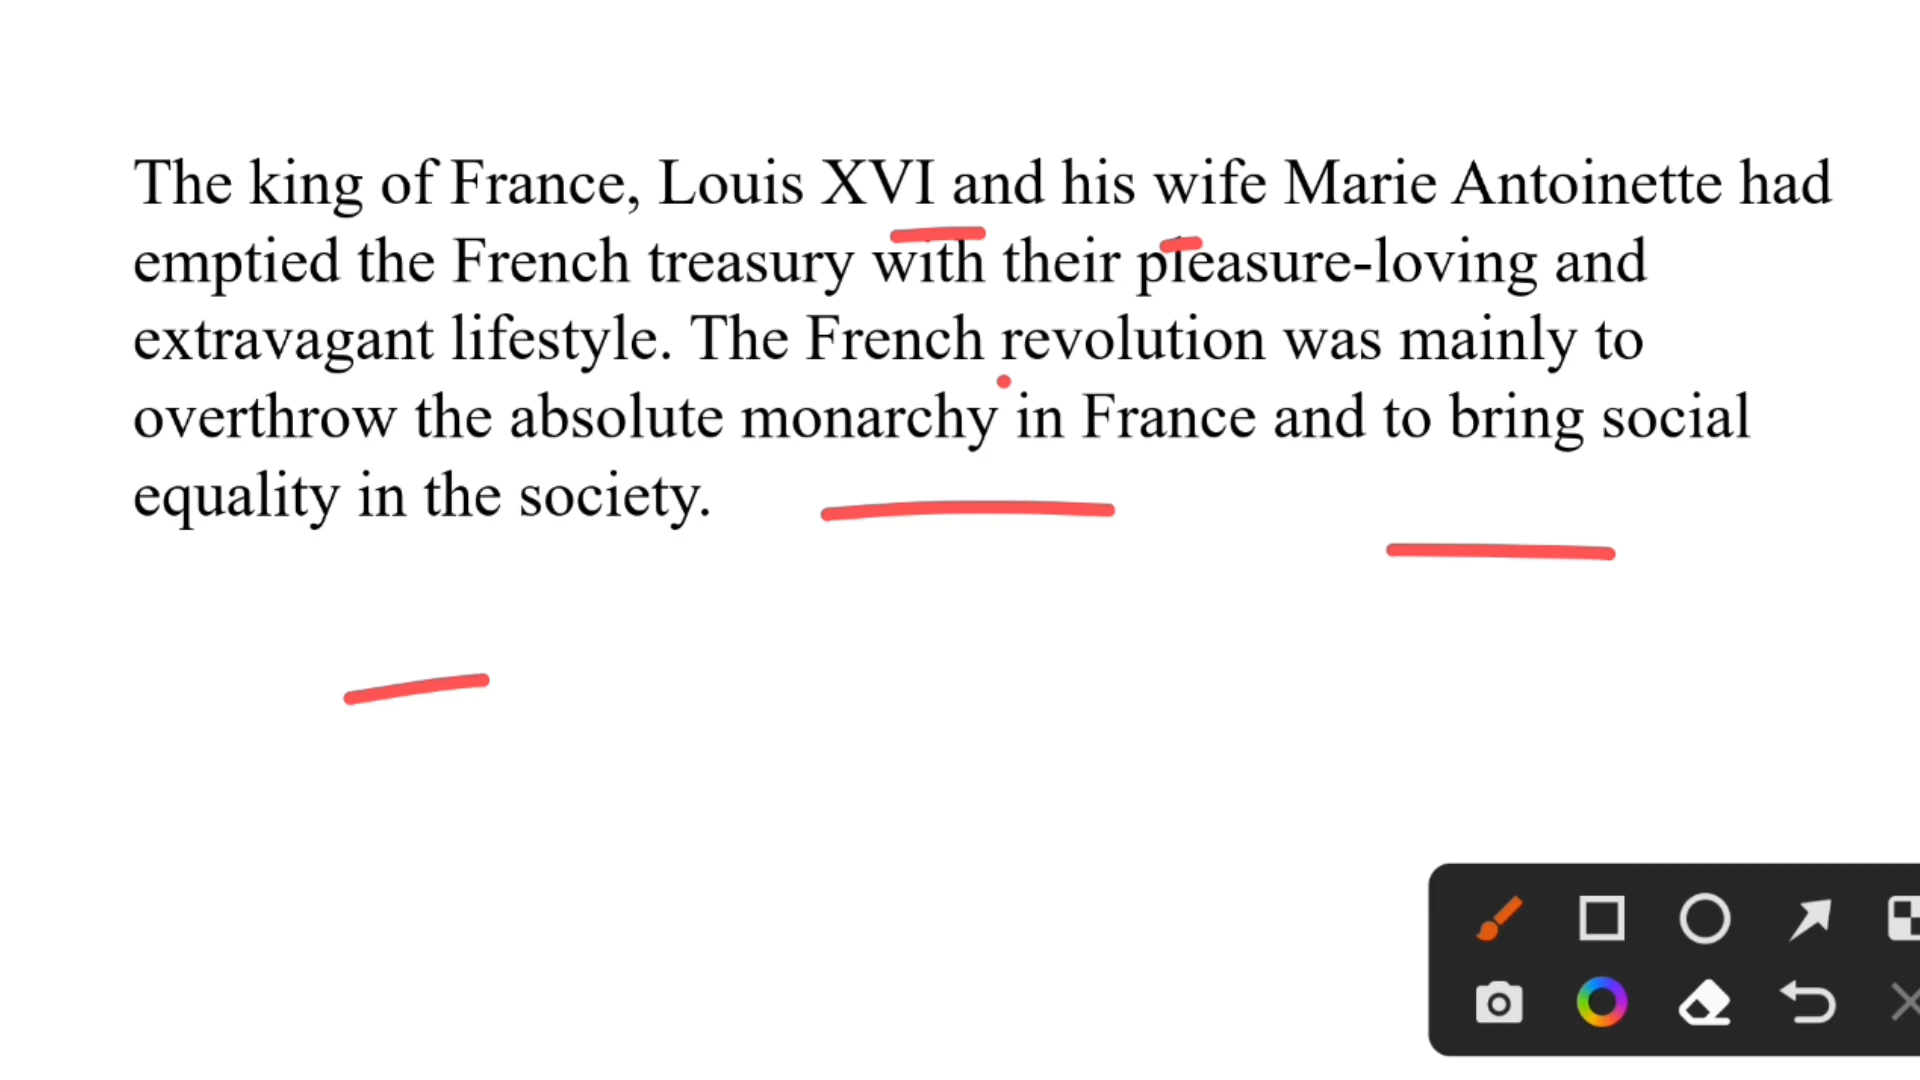 The king of France, Louis XVI and his wife Marie Antoinette had
emptied the French treasury with their pleasure-loving and
extravagant lifestyle. The French revolution was mainly to
overthrow the absolute monarchy in France and to bring social
equality in the society.